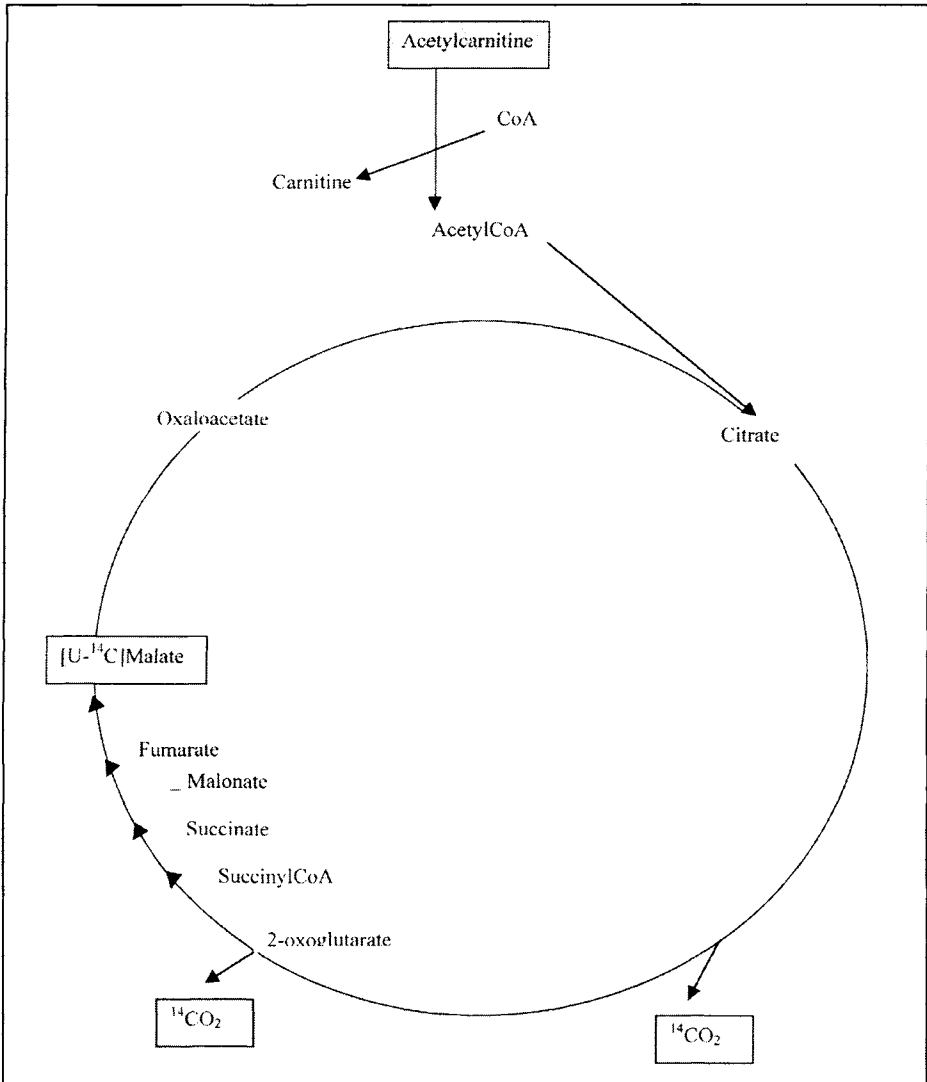 Acetylcarnitine
CoA
Carnitine
AcetylCoA
Oxaloacetate
Citrate
[U-¹⁴C]Malate
Fumarate
_ Malonate
Succinate
SuccinylCoA
2-oxoglutarate
¹⁴CO₂
¹⁴CO₂